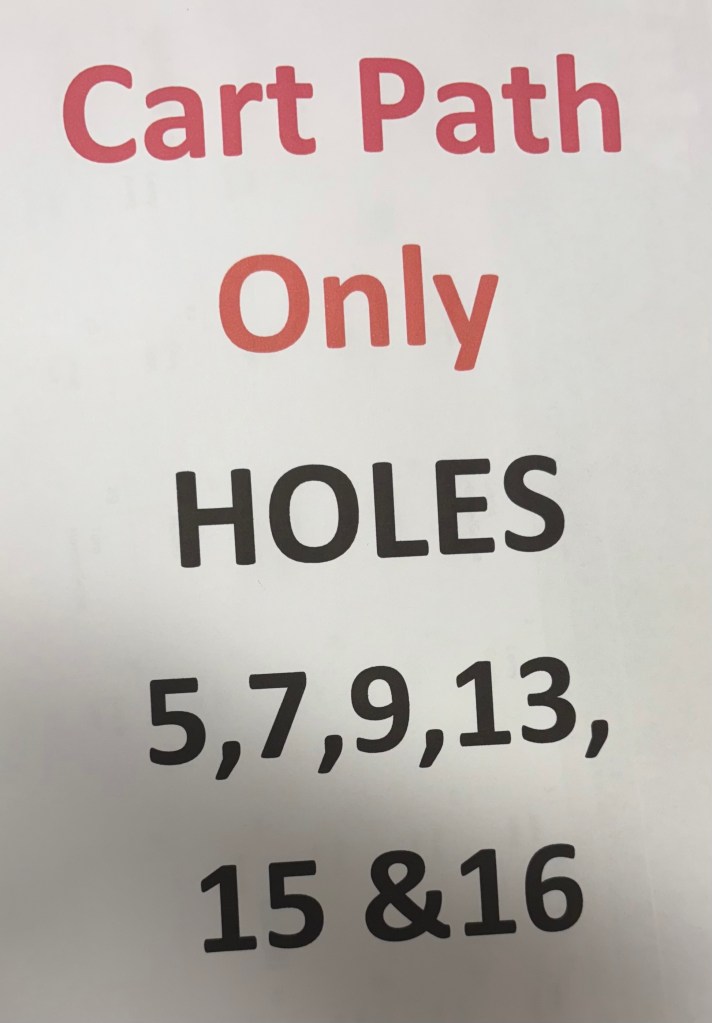 Cart Path
Only
HOLES
5,7,9,13,
15 &16